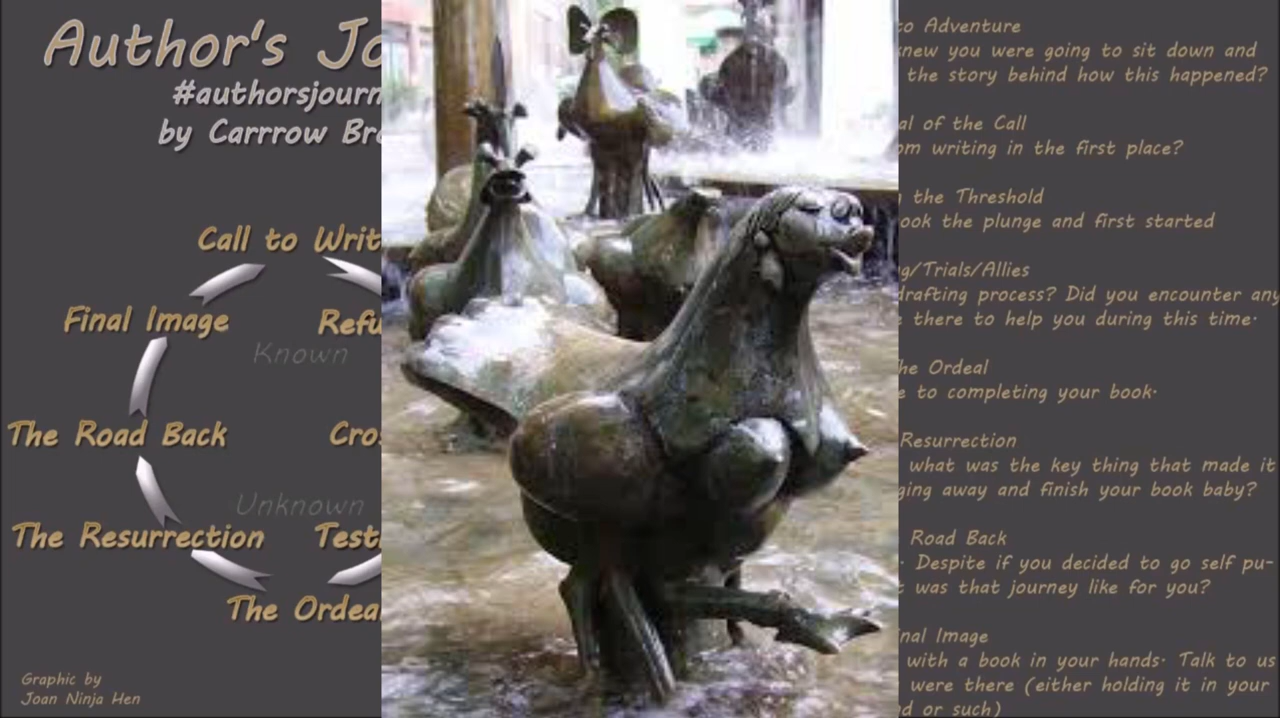 Author's Jo
#authorsjourn
by Carrrow Br
Call to Writ
Final Image
Refu
Known
The Road Back
Cros
Unknown
The Resurrection
Test
The Ordeal
Graphic by
Joan Ninja Hen
to Adventure
knew you were going to sit down and
the story behind how this happened?
al of the Call
om writing in the first place?
the Threshold
ook the plunge and first started
g/Trials/Allies
drafting process? Did you encounter any
there to help you during this time.
he Ordeal
e to completing your book.
Resurrection
what was the key thing that made it
ging away and finish your book baby?
Road Back
. Despite if you decided to go self pu-
t was that journey like for you?
inal Image
with a book in your hands. Talk to us
were there (either holding it in your
d or such)